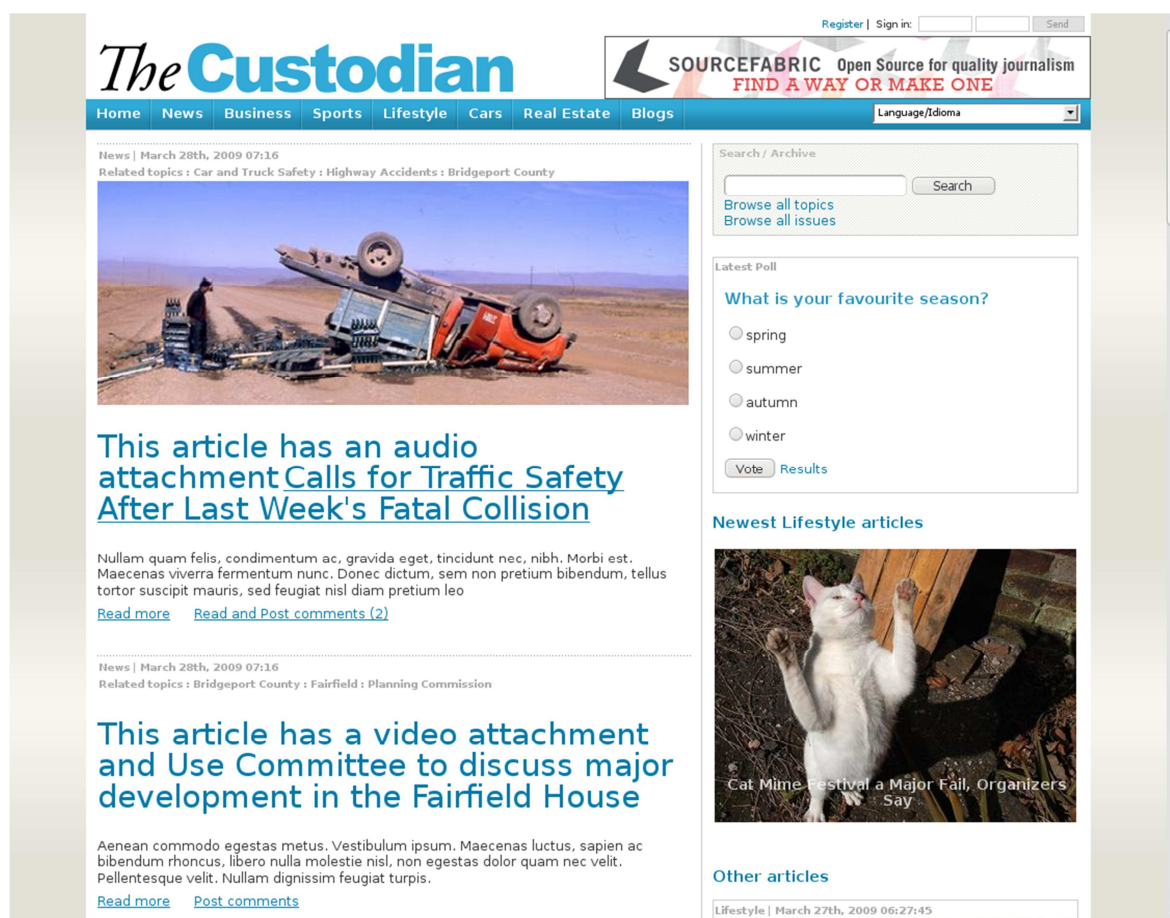 Register | Sign in:
Send
The Custodian
SOURCEFABRIC Open Source for quality journalism
FIND A WAY OR MAKE ONE
Home News Business Sports Lifestyle Cars Real Estate Blogs
Language/Idioma
News | March 28th, 2009 07:16
Related topics : Car and Truck Safety : Highway Accidents : Bridgeport County
This article has an audio
attachment Calls for Traffic Safety
After Last Week's Fatal Collision
Nullam quam felis, condimentum ac, gravida eget, tincidunt nec, nibh. Morbi est.
Maecenas viverra fermentum nunc. Donec dictum, sem non pretium bibendum, tellus
tortor suscipit mauris, sed feugiat nisl diam pretium leo
Read more Read and Post comments (2)
News | March 28th, 2009 07:16
Related topics : Bridgeport County : Fairfield : Planning Commission
This article has a video attachment
and Use Committee to discuss major
development in the Fairfield House
Aenean commodo egestas metus. Vestibulum ipsum. Maecenas luctus, sapien ac
bibendum rhoncus, libero nulla molestie nisl, non egestas dolor quam nec velit.
Pellentesque velit. Nullam dignissim feugiat turpis.
Read more Post comments
Search / Archive
Search
Browse all topics
Browse all issues
Latest Poll
What is your favourite season?
spring
summer
autumn
winter
Vote Results
Newest Lifestyle articles
Cat Mime Festival a Major Fail, Organizers
Say
Other articles
Lifestyle | March 27th, 2009 06:27:45